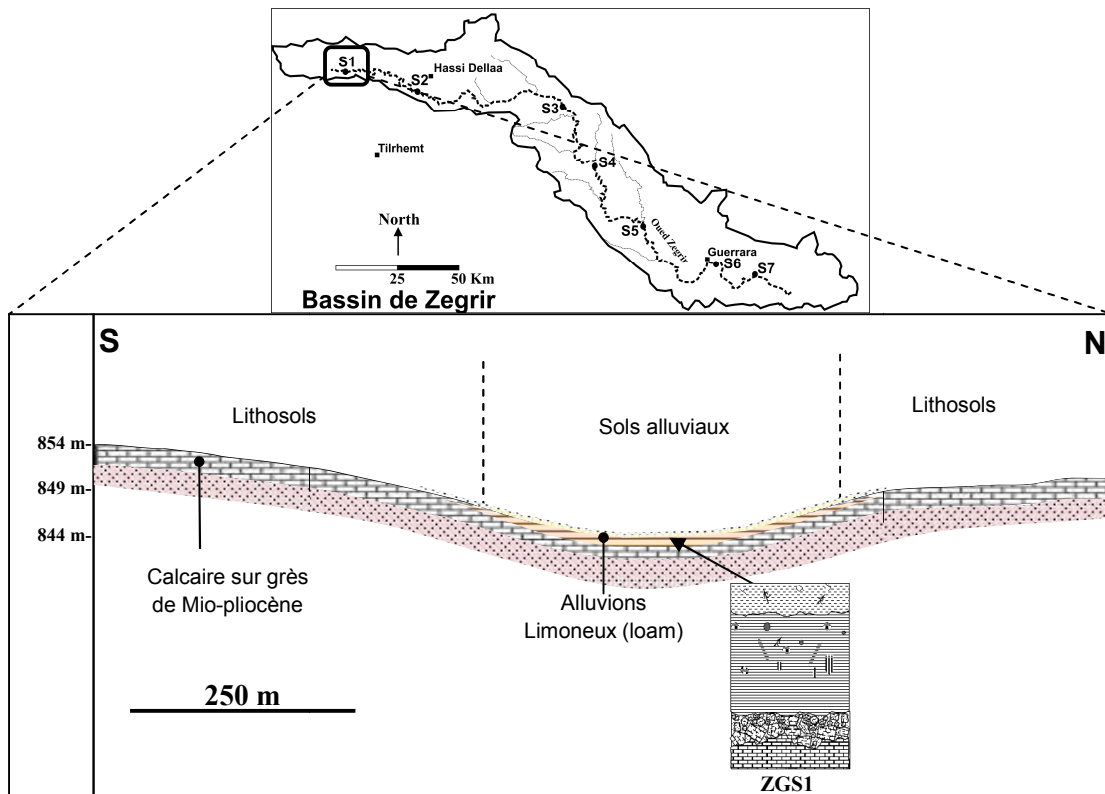 S1
S2
Hassi Dellaa
S3
Tilrhemt
S4
North
S5
Oued Zegrir
Guerrara
S6
S7
25
50 Km
Bassin de Zegrir
S
N
Lithosols
Sols alluviaux
Lithosols
854 m-
849 m-
844 m-
Calcaire sur grès
de Mio-pliocène
Alluvions
Limoneux (loam)
250 m
ZGS1